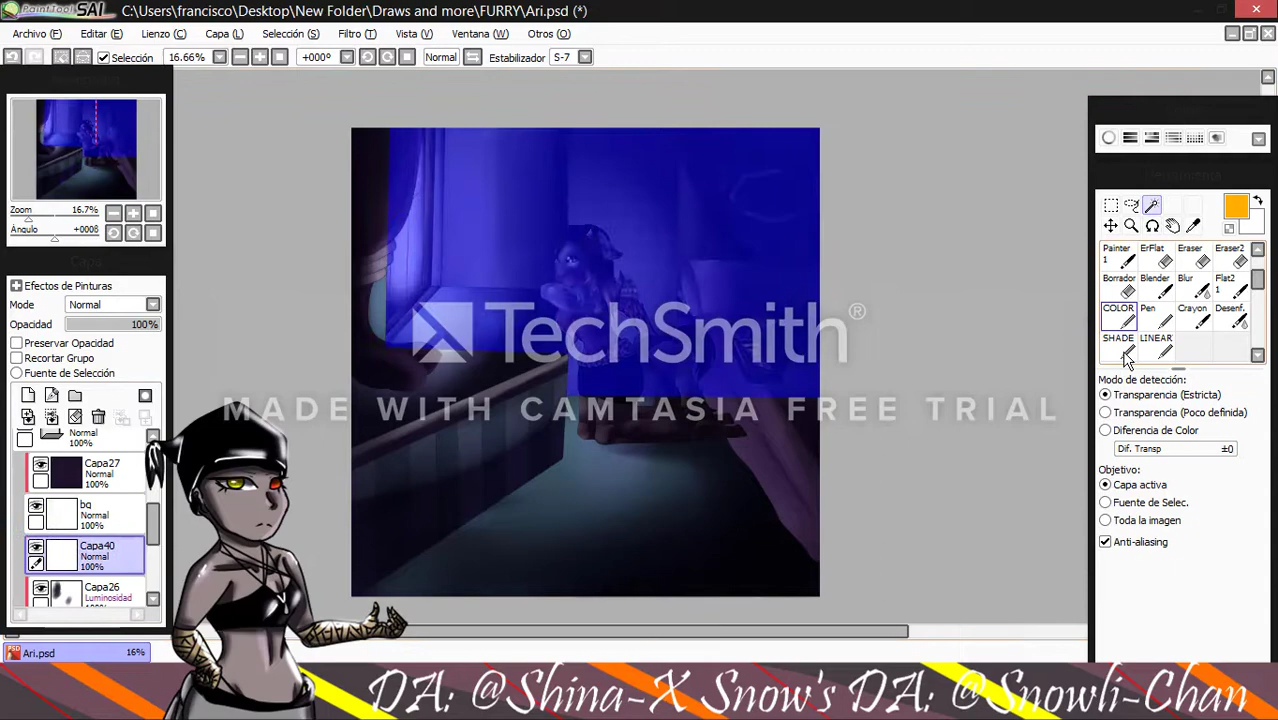 PaintTool SAI C:\Users\francisco\Desktop\New Folder\Draws and more\FURRY\Ari.psd (*)
Archivo (F) Editar (E) Lienzo (C) Capa (L) Selección (S) Filtro (T) Vista (V) Ventana (W) Otros (O)
Selección 16.66% +000º Normal Estabilizador S-7
Zoom 16.7%
Ángulo +000º
Capa
Efectos de Pinturas
Mode Normal
Opacidad 100%
Preservar Opacidad
Recortar Grupo
Fuente de Selección
Normal
100%
Capa27
Normal
100%
bg
Normal
100%
Capa40
Normal
100%
Capa26
Luminosidad
Ari.psd 16%
Herramienta
Painter 1 ErFlat Eraser Eraser2
Borrador Blender Blur Flat2 1
COLOR Pen Crayon Desenf.
SHADE LINEAR
Modo de detección:
Transparencia (Estricta)
Transparencia (Poco definida)
Diferencia de Color
Dif. Transp ±0
Objetivo:
Capa activa
Fuente de Selec.
Toda la imagen
Anti-aliasing
TechSmith®
MADE WITH CAMTASIA FREE TRIAL
DA: @Shina-X Snow's DA: @Snowli-Chan